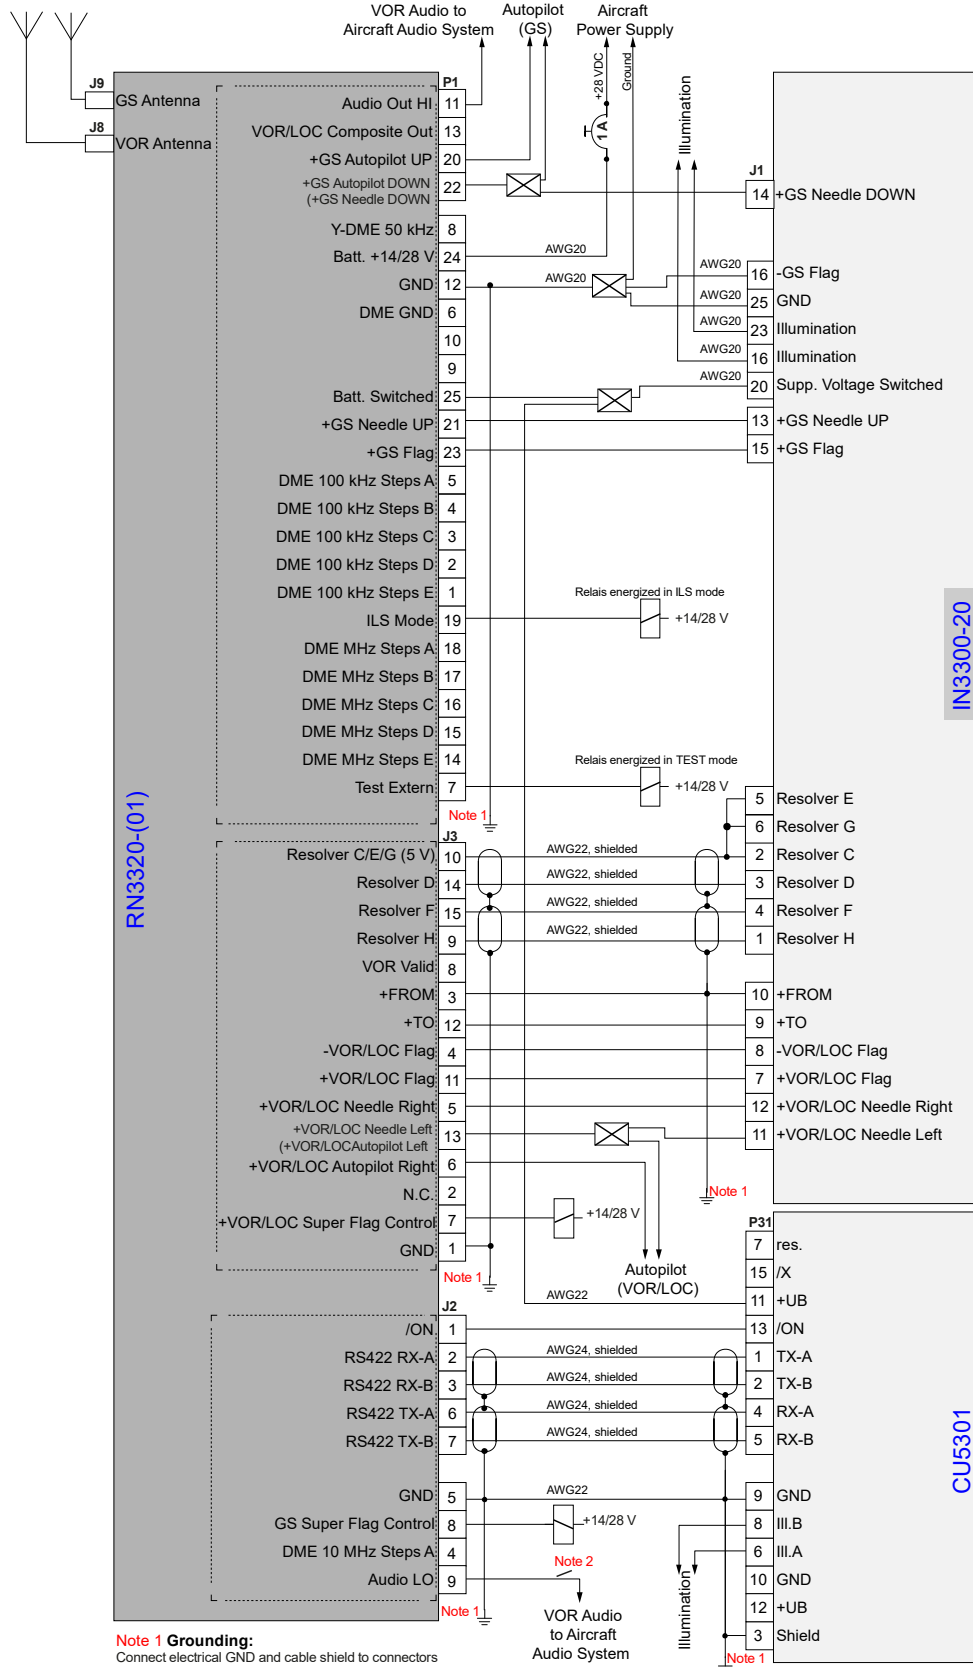 VOR Audio to
Aircraft Audio System
Autopilot
(GS)
Aircraft
Power Supply
+28 VDC
Ground
1 A
Illumination
J9
GS Antenna
J8
VOR Antenna
RN3320-(01)
P1
Audio Out HI 11
VOR/LOC Composite Out 13
+GS Autopilot UP 20
+GS Autopilot DOWN
(+GS Needle DOWN 22
Y-DME 50 kHz 8
Batt. +14/28 V 24 AWG20
GND 12 AWG20
DME GND 6
10
9
Batt. Switched 25
+GS Needle UP 21
+GS Flag 23
DME 100 kHz Steps A 5
DME 100 kHz Steps B 4
DME 100 kHz Steps C 3
DME 100 kHz Steps D 2
DME 100 kHz Steps E 1
Relais energized in ILS mode
ILS Mode 19 +14/28 V
DME MHz Steps A 18
DME MHz Steps B 17
DME MHz Steps C 16
DME MHz Steps D 15
DME MHz Steps E 14
Relais energized in TEST mode
Test Extern 7 +14/28 V
Note 1
J1
14 +GS Needle DOWN
AWG20 16 -GS Flag
AWG20 25 GND
AWG20 23 Illumination
AWG20 16 Illumination
AWG20 20 Supp. Voltage Switched
13 +GS Needle UP
15 +GS Flag
IN3300-20
5 Resolver E
6 Resolver G
J3
Resolver C/E/G (5 V) 10 AWG22, shielded 2 Resolver C
Resolver D 14 AWG22, shielded 3 Resolver D
Resolver F 15 AWG22, shielded 4 Resolver F
Resolver H 9 AWG22, shielded 1 Resolver H
VOR Valid 8
+FROM 3 10 +FROM
+TO 12 9 +TO
-VOR/LOC Flag 4 8 -VOR/LOC Flag
+VOR/LOC Flag 11 7 +VOR/LOC Flag
+VOR/LOC Needle Right 5 12 +VOR/LOC Needle Right
+VOR/LOC Needle Left
(+VOR/LOCAutopilot Left 13 11 +VOR/LOC Needle Left
+VOR/LOC Autopilot Right 6
N.C. 2
Note 1
+VOR/LOC Super Flag Control 7 +14/28 V
GND 1
Note 1
Autopilot
(VOR/LOC)
P31
7 res.
15 /X
AWG22 11 +UB
J2
/ON 1 13 /ON
RS422 RX-A 2 AWG24, shielded 1 TX-A
RS422 RX-B 3 AWG24, shielded 2 TX-B
RS422 TX-A 6 AWG24, shielded 4 RX-A
RS422 TX-B 7 AWG24, shielded 5 RX-B
CU5301
GND 5 AWG22 9 GND
GS Super Flag Control 8 +14/28 V 8 Ill.B
DME 10 MHz Steps A 4 6 Ill.A
Note 2
Audio LO 9 10 GND
12 +UB
3 Shield
Note 1
VOR Audio
to Aircraft
Audio System
Illumination
Note 1
Note 1 Grounding:
Connect electrical GND and cable shield to connectors